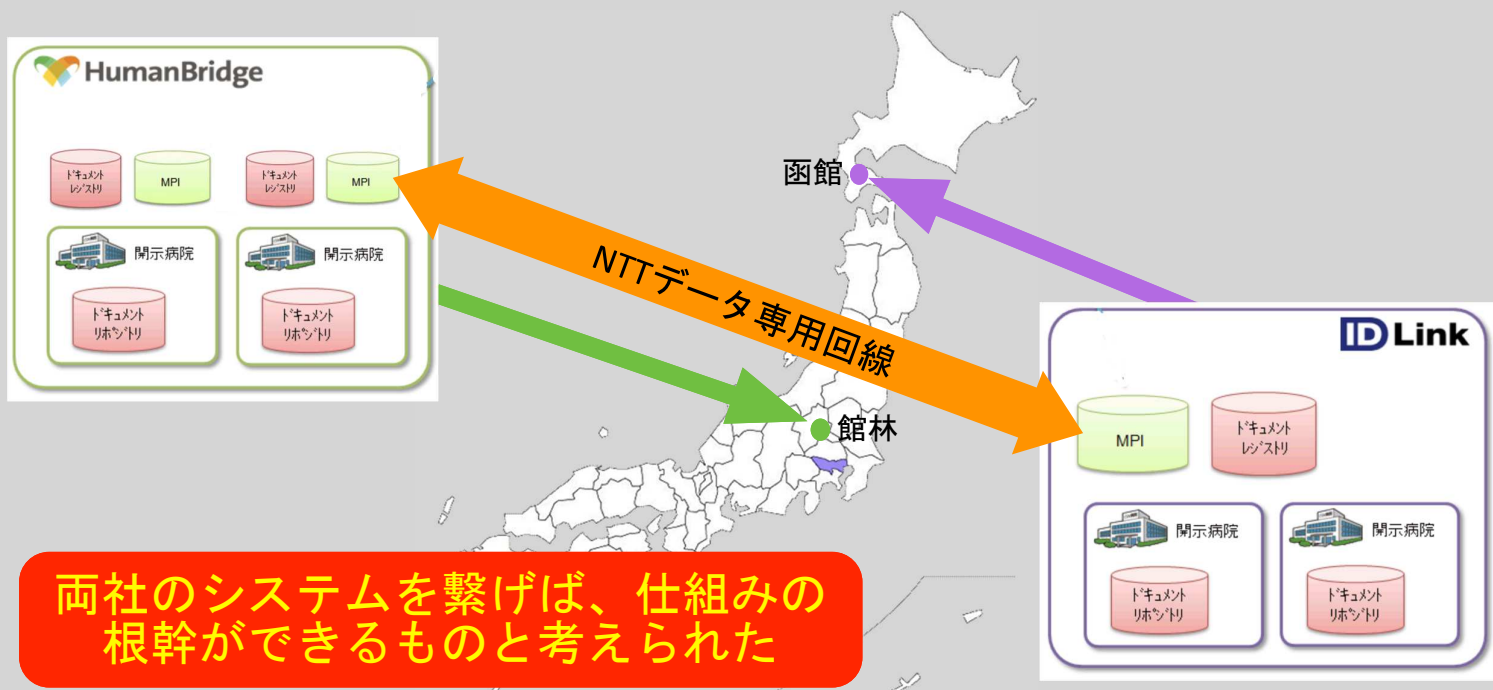 HumanBridge
ドキュメント
レジストリ
MPI
ドキュメント
レジストリ
MPI
開示病院
開示病院
ドキュメント
リポジトリ
ドキュメント
リポジトリ
函館
NTTデータ専用回線
館林
ID Link
MPI
ドキュメント
レジストリ
開示病院
開示病院
ドキュメント
リポジトリ
ドキュメント
リポジトリ
両社のシステムを繋げば、仕組みの
根幹ができるものと考えられた